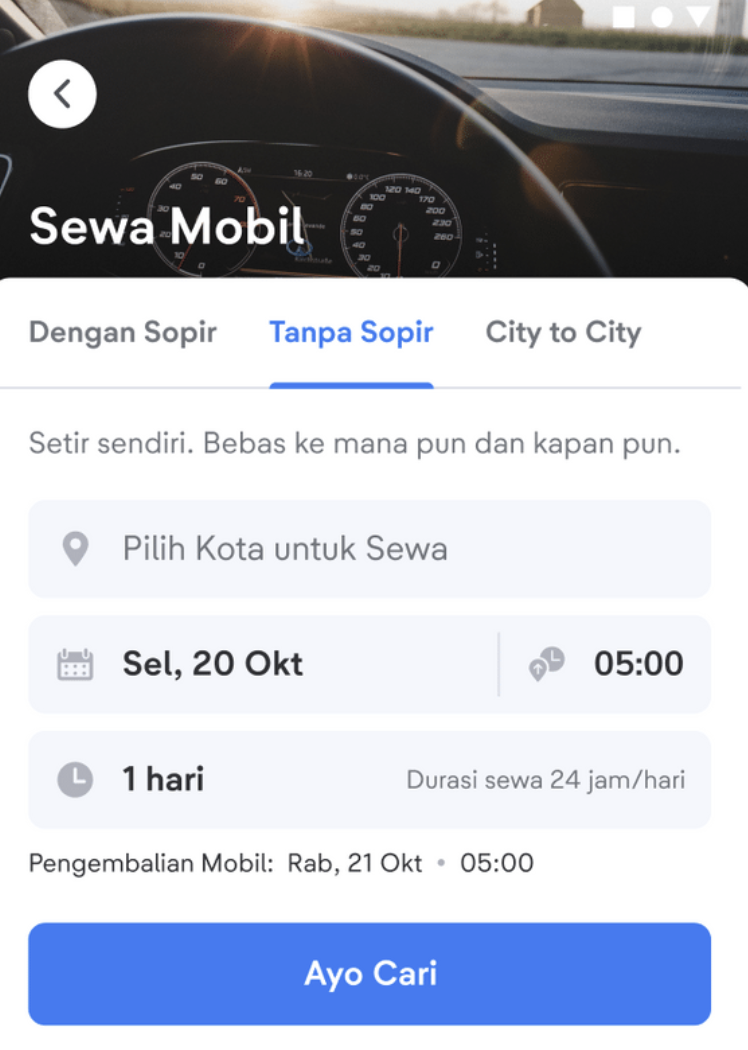 Sewa Mobil
Dengan Sopir Tanpa Sopir City to City
Setir sendiri. Bebas ke mana pun dan kapan pun.
Pilih Kota untuk Sewa
Sel, 20 Okt 05:00
1 hari Durasi sewa 24 jam/hari
Pengembalian Mobil: Rab, 21 Okt • 05:00
Ayo Cari